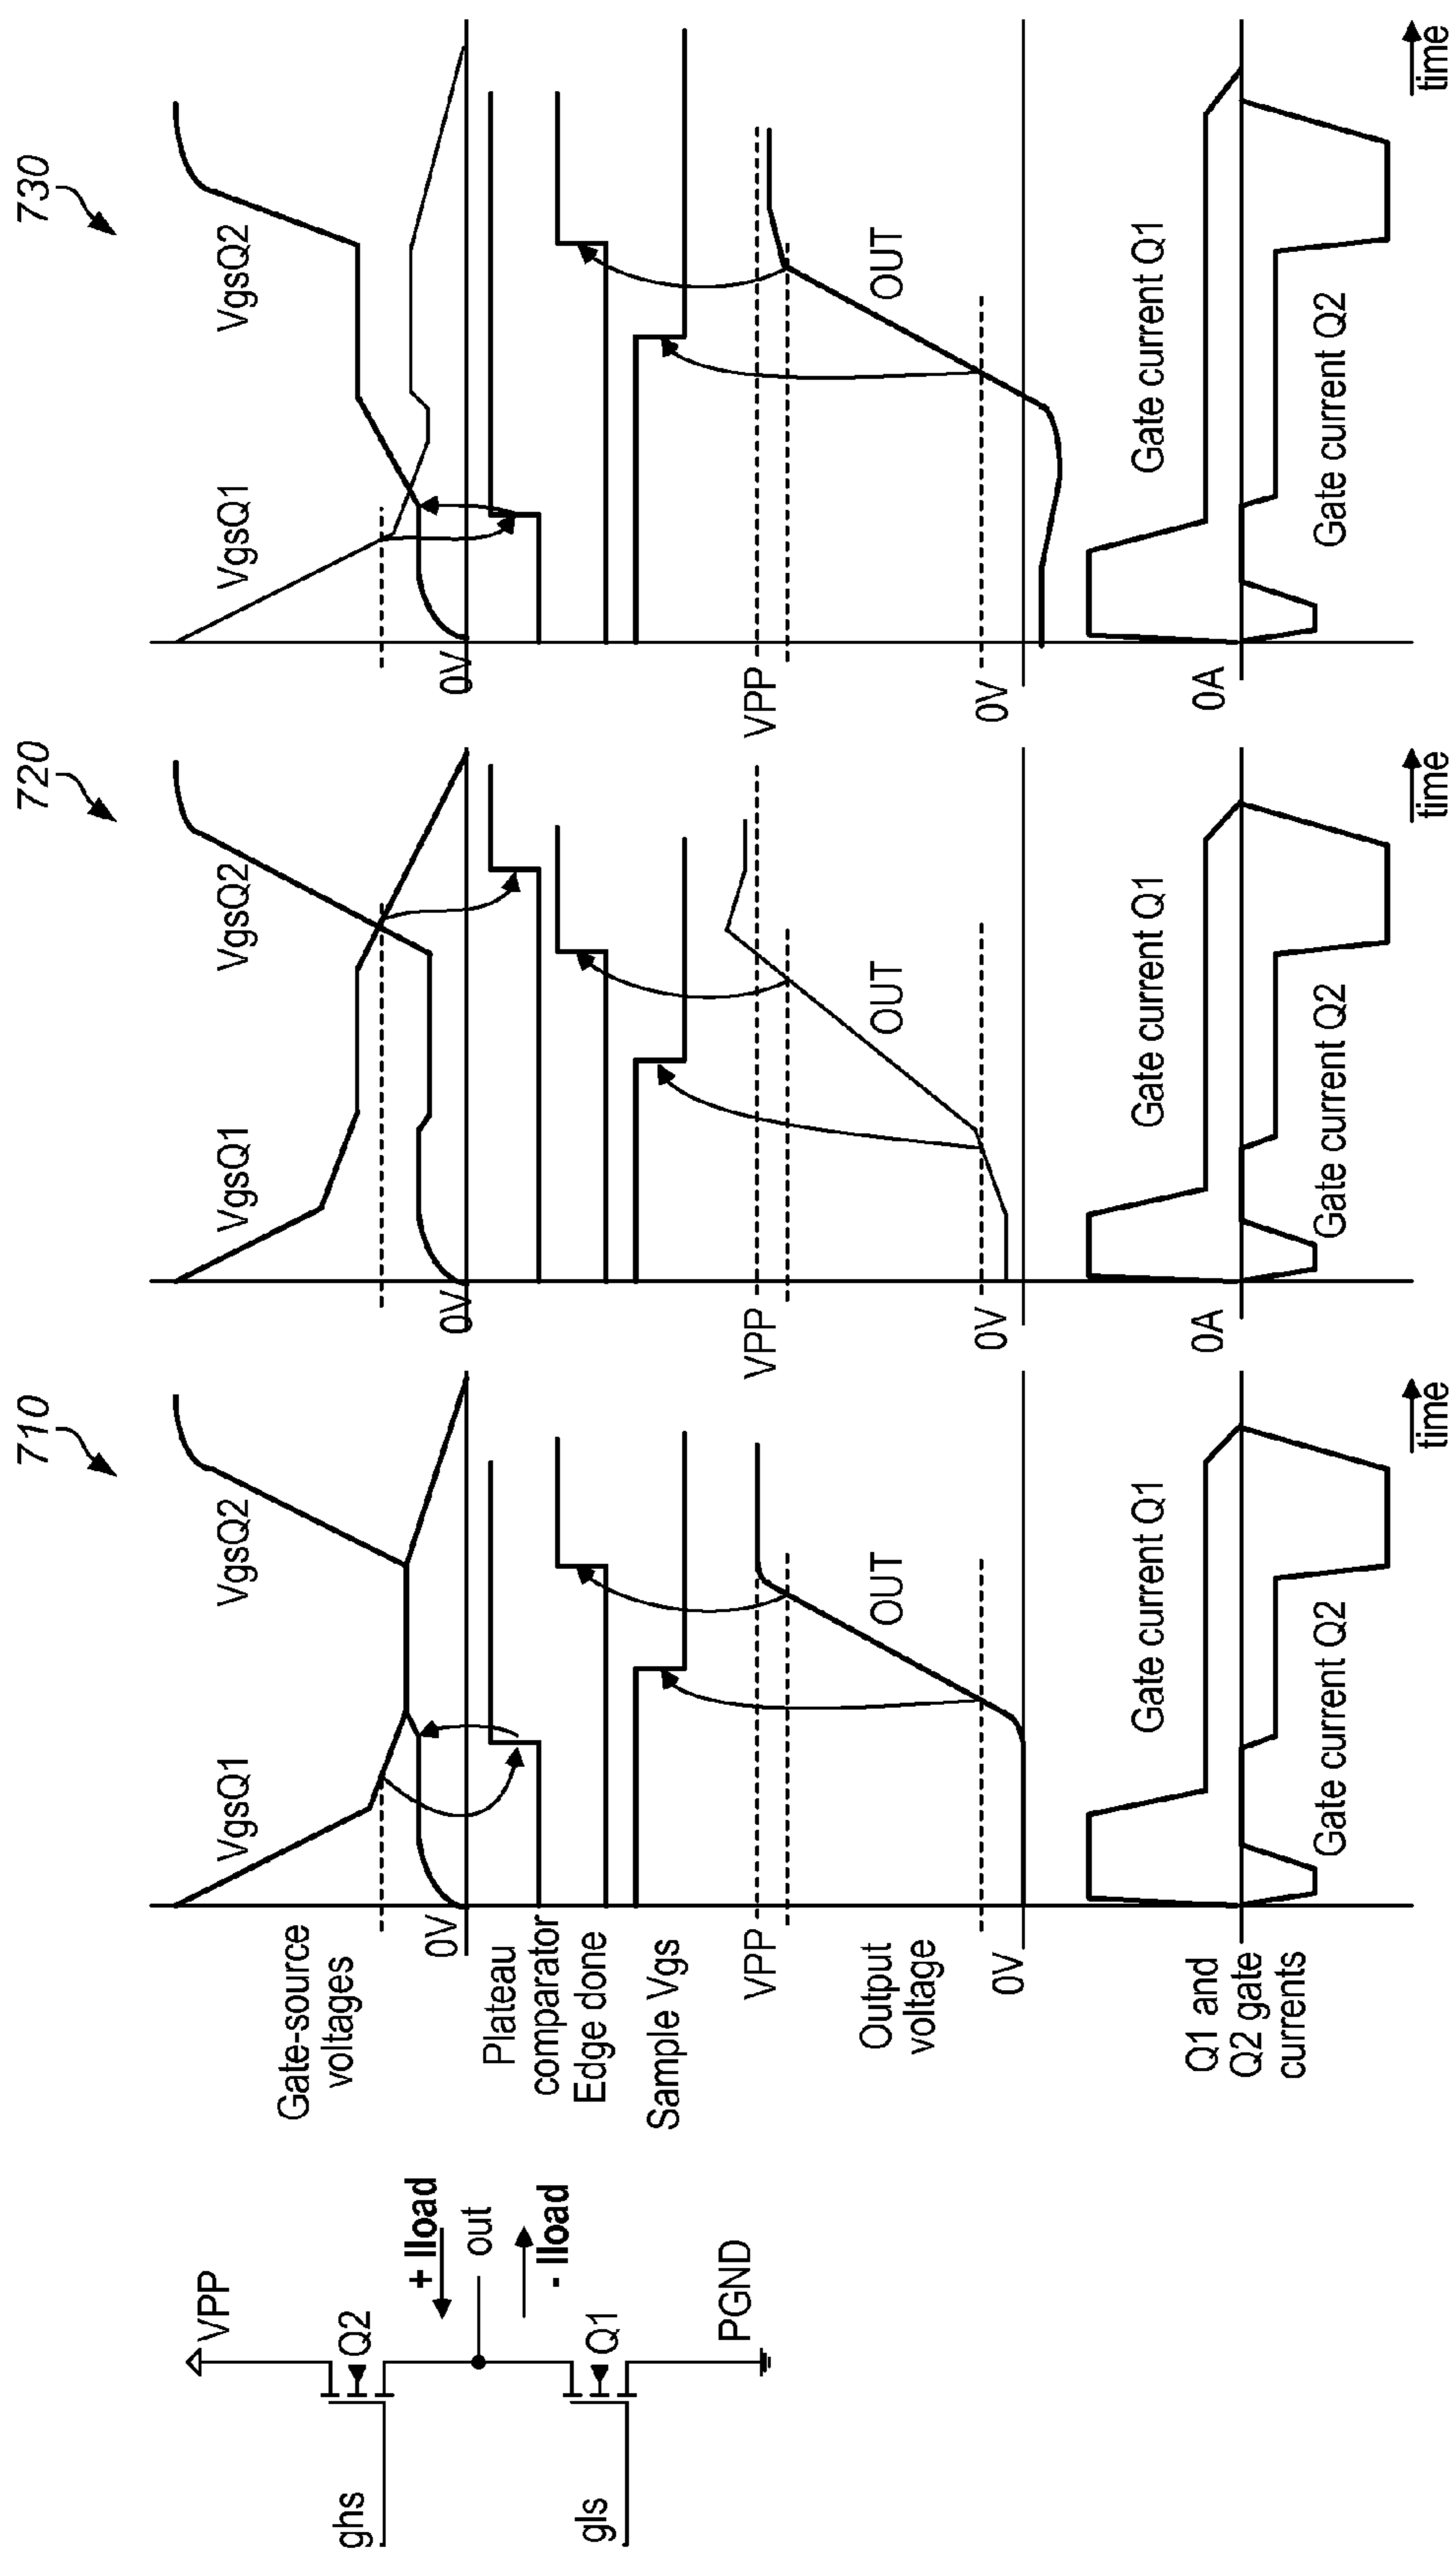 VPP
ghs
Q2
+ Iload
out
- Iload
gls
Q1
PGND
710
Gate-source
voltages
VgsQ1
VgsQ2
0V
Plateau
comparator
Edge done
Sample Vgs
VPP
Output
voltage
OUT
0V
Q1 and
Q2 gate
currents
Gate current Q1
Gate current Q2
time
720
VgsQ1
VgsQ2
0V
VPP
OUT
0V
0A
Gate current Q1
Gate current Q2
time
730
VgsQ1
VgsQ2
0V
VPP
OUT
0V
0A
Gate current Q1
Gate current Q2
time